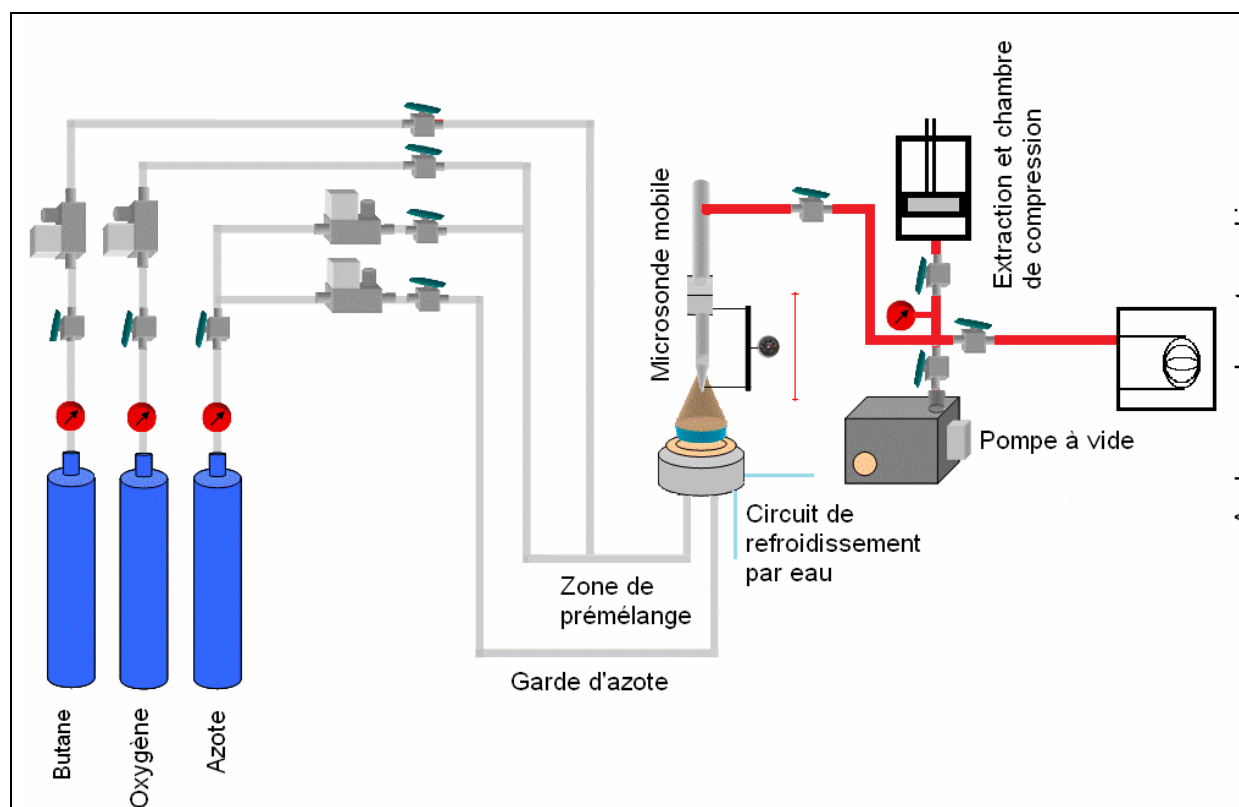 Butane
Oxygène
Azote
Microsonde mobile
Extraction et chambre
de compression
Pompe à vide
Circuit de
refroidissement
par eau
Zone de
prémélange
Garde d'azote